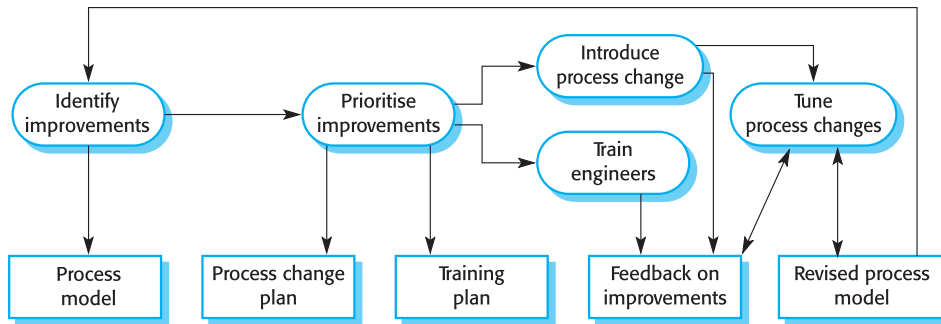 Introduce
process change
Identify
improvements
Prioritise
improvements
Tune
process changes
Train
engineers
Process
model
Process change
plan
Training
plan
Feedback on
improvements
Revised process
model